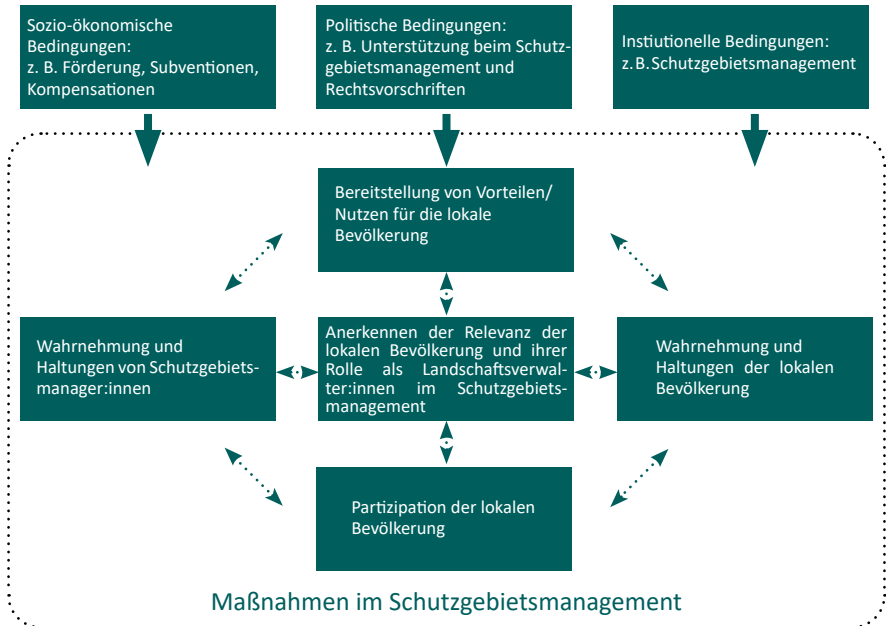 Sozio-ökonomische
Bedingungen:
z. B. Förderung, Subventionen,
Kompensationen
Politische Bedingungen:
z. B. Unterstützung beim Schutz-
gebietsmanagement und
Rechtsvorschriften
Instiutionelle Bedingungen:
z.B.Schutzgebietsmanagement
Bereitstellung von Vorteilen/
Nutzen für die lokale
Bevölkerung
Wahrnehmung und
Haltungen von Schutzgebiets-
manager:innen
Anerkennen der Relevanz der
lokalen Bevölkerung und ihrer
Rolle als Landschaftsverwal-
ter:innen im Schutzgebiets-
management
Wahrnehmung und
Haltungen der lokalen
Bevölkerung
Partizipation der lokalen
Bevölkerung
Maßnahmen im Schutzgebietsmanagement